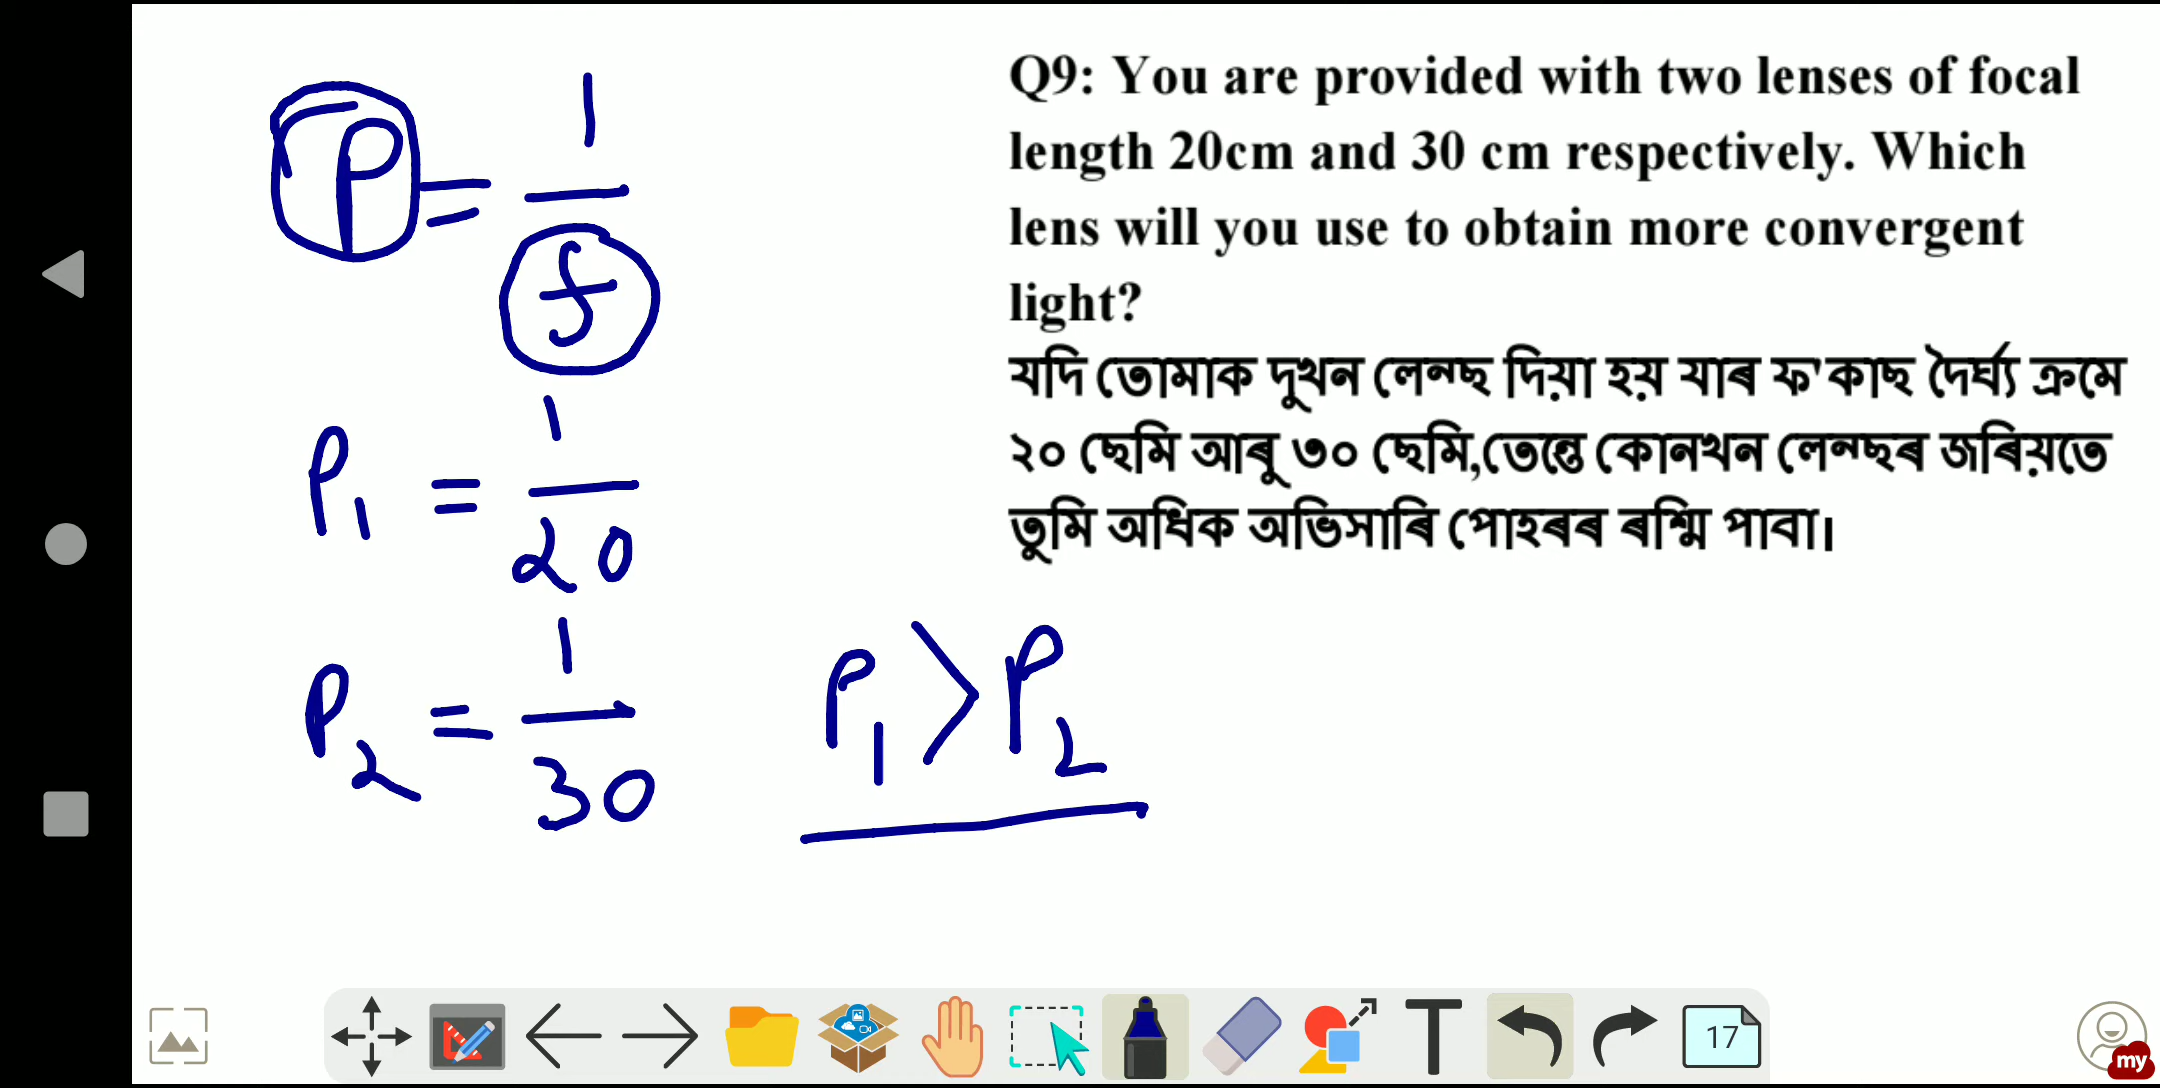 P = 1/f
P1 = 1/20
P2 = 1/30
P1 > P2
Q9: You are provided with two lenses of focal
length 20cm and 30 cm respectively. Which
lens will you use to obtain more convergent
light?
যদি তোমাক দুখন লেন্ছ দিয়া হয় যাৰ ফ'কাছ দৈৰ্ঘ্য ক্ৰমে
২০ ছেমি আৰু ৩০ ছেমি,তেন্তে কোনখন লেন্ছৰ জৰিয়তে
তুমি অধিক অভিসাৰি পোহৰৰ ৰশ্মি পাবা।
T
17
my